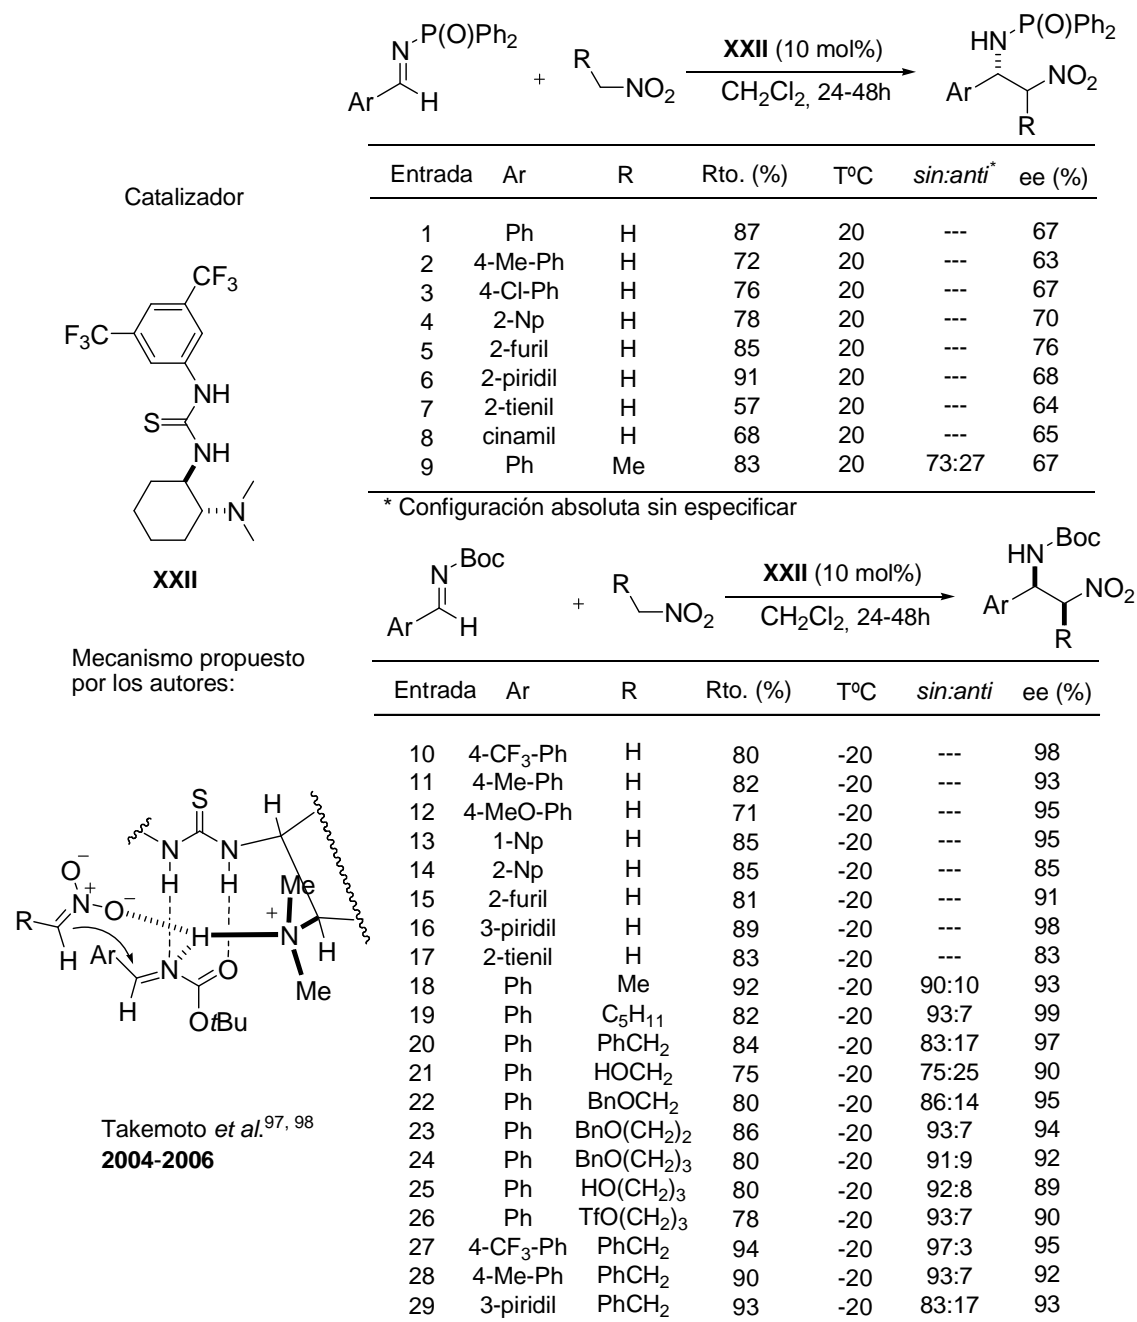 N P(O)Ph2
Ar H + R NO2
XXII (10 mol%)
CH2Cl2, 24-48h
HN P(O)Ph2
Ar NO2
R
Entrada Ar R Rto. (%) TºC sin:anti* ee (%)
1 Ph H 87 20 --- 67
2 4-Me-Ph H 72 20 --- 63
3 4-Cl-Ph H 76 20 --- 67
4 2-Np H 78 20 --- 70
5 2-furil H 85 20 --- 76
6 2-piridil H 91 20 --- 68
7 2-tienil H 57 20 --- 64
8 cinamil H 68 20 --- 65
9 Ph Me 83 20 73:27 67
* Configuración absoluta sin especificar
Catalizador
CF3
F3C
NH
S
NH
N
XXII
N Boc
Ar H + R NO2
XXII (10 mol%)
CH2Cl2, 24-48h
HN Boc
Ar NO2
R
Entrada Ar R Rto. (%) TºC sin:anti ee (%)
10 4-CF3-Ph H 80 -20 --- 98
11 4-Me-Ph H 82 -20 --- 93
12 4-MeO-Ph H 71 -20 --- 95
13 1-Np H 85 -20 --- 95
14 2-Np H 85 -20 --- 85
15 2-furil H 81 -20 --- 91
16 3-piridil H 89 -20 --- 98
17 2-tienil H 83 -20 --- 83
18 Ph Me 92 -20 90:10 93
19 Ph C5H11 82 -20 93:7 99
20 Ph PhCH2 84 -20 83:17 97
21 Ph HOCH2 75 -20 75:25 90
22 Ph BnOCH2 80 -20 86:14 95
23 Ph BnO(CH2)2 86 -20 93:7 94
24 Ph BnO(CH2)3 80 -20 91:9 92
25 Ph HO(CH2)3 80 -20 92:8 89
26 Ph TfO(CH2)3 78 -20 93:7 90
27 4-CF3-Ph PhCH2 94 -20 97:3 95
28 4-Me-Ph PhCH2 90 -20 93:7 92
29 3-piridil PhCH2 93 -20 83:17 93
Mecanismo propuesto
por los autores:
S H
N N
O− H H Me
N+ O− +
R H N
H Ar N O H
H Me
OtBu
Takemoto et al.97, 98
2004-2006